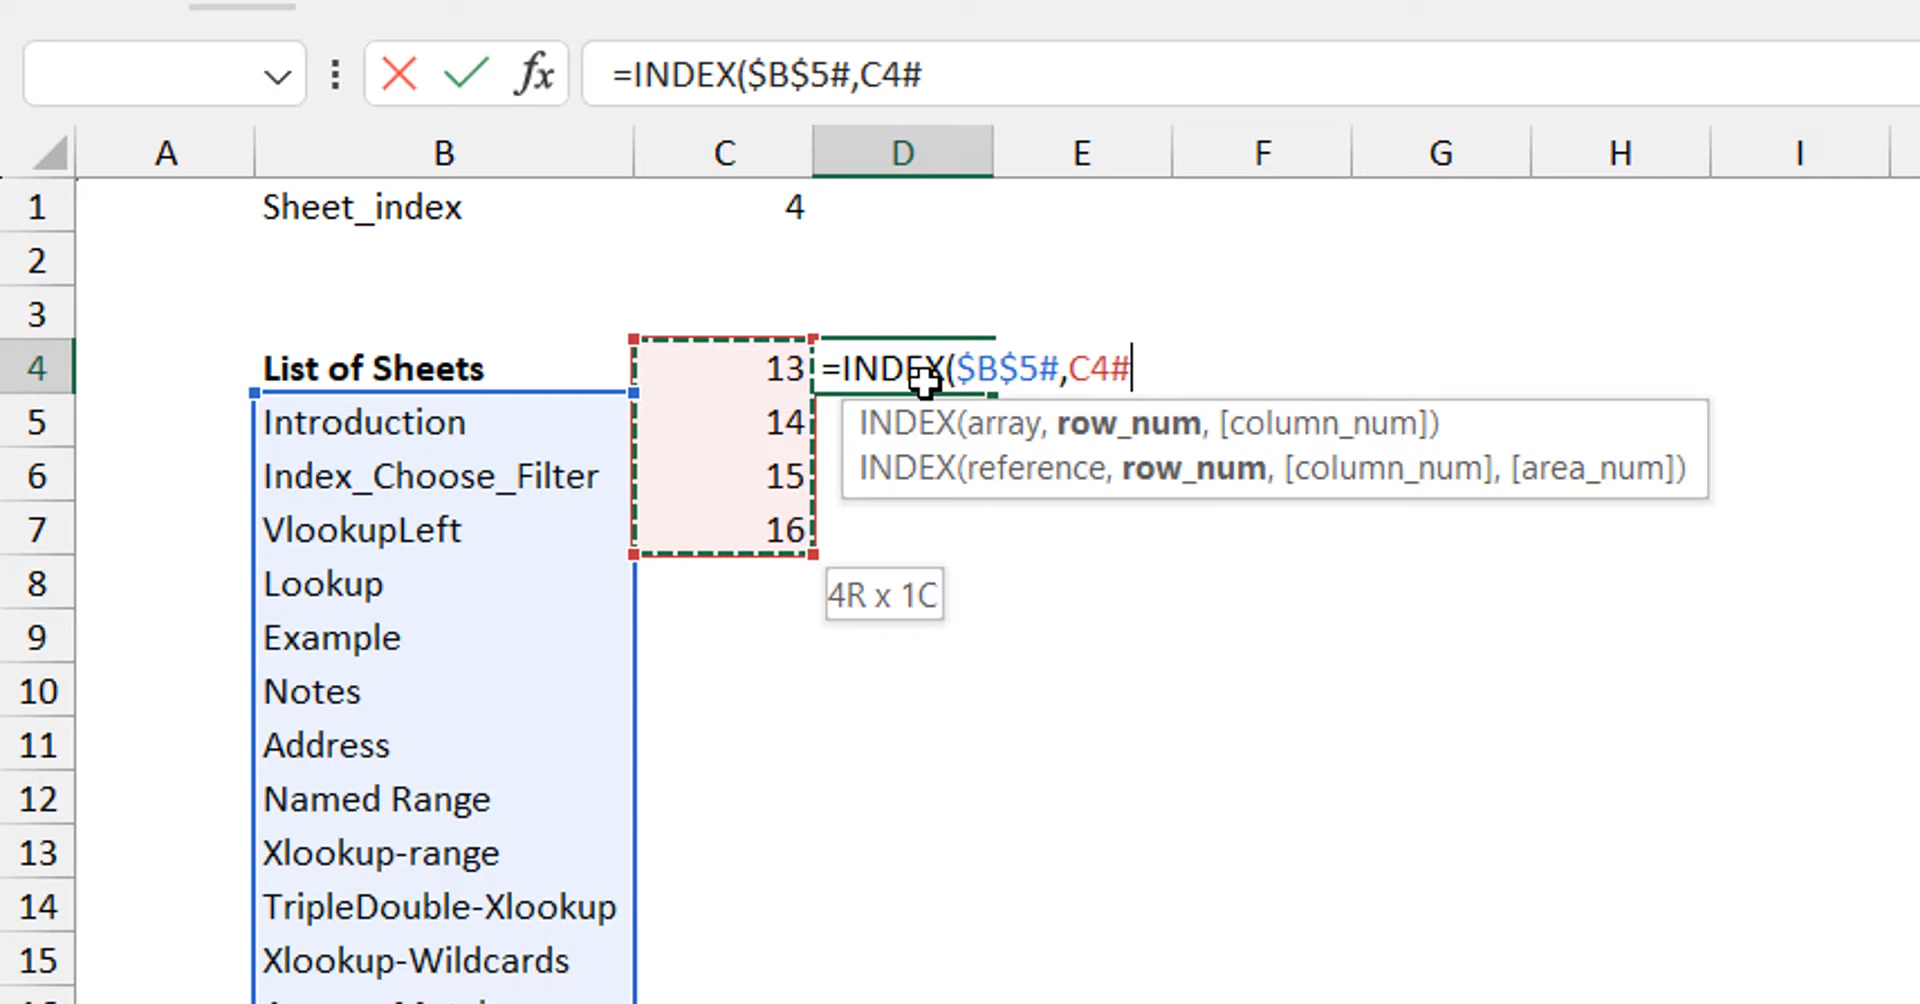 fx =INDEX($B$5#,C4#
A B C D E F G H I
1 Sheet_index 4
2
3
4 List of Sheets 13 =INDEX($B$5#,C4#
5 Introduction 14 INDEX(array, row_num, [column_num])
6 Index_Choose_Filter 15 INDEX(reference, row_num, [column_num], [area_num])
7 VlookupLeft 16
8 Lookup 4R x 1C
9 Example
10 Notes
11 Address
12 Named Range
13 Xlookup-range
14 TripleDouble-Xlookup
15 Xlookup-Wildcards